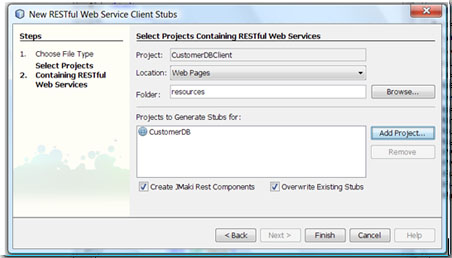 New RESTful Web Service Client Stubs
Steps
1. Choose File Type
2. Select Projects Containing RESTful Web Services
Select Projects Containing RESTful Web Services
Project: CustomerDBClient
Location: Web Pages
Folder: resources
Browse...
Projects to Generate Stubs for:
CustomerDB
Add Project...
Remove
Create JMaki Rest Components
Overwrite Existing Stubs
< Back
Next >
Finish
Cancel
Help